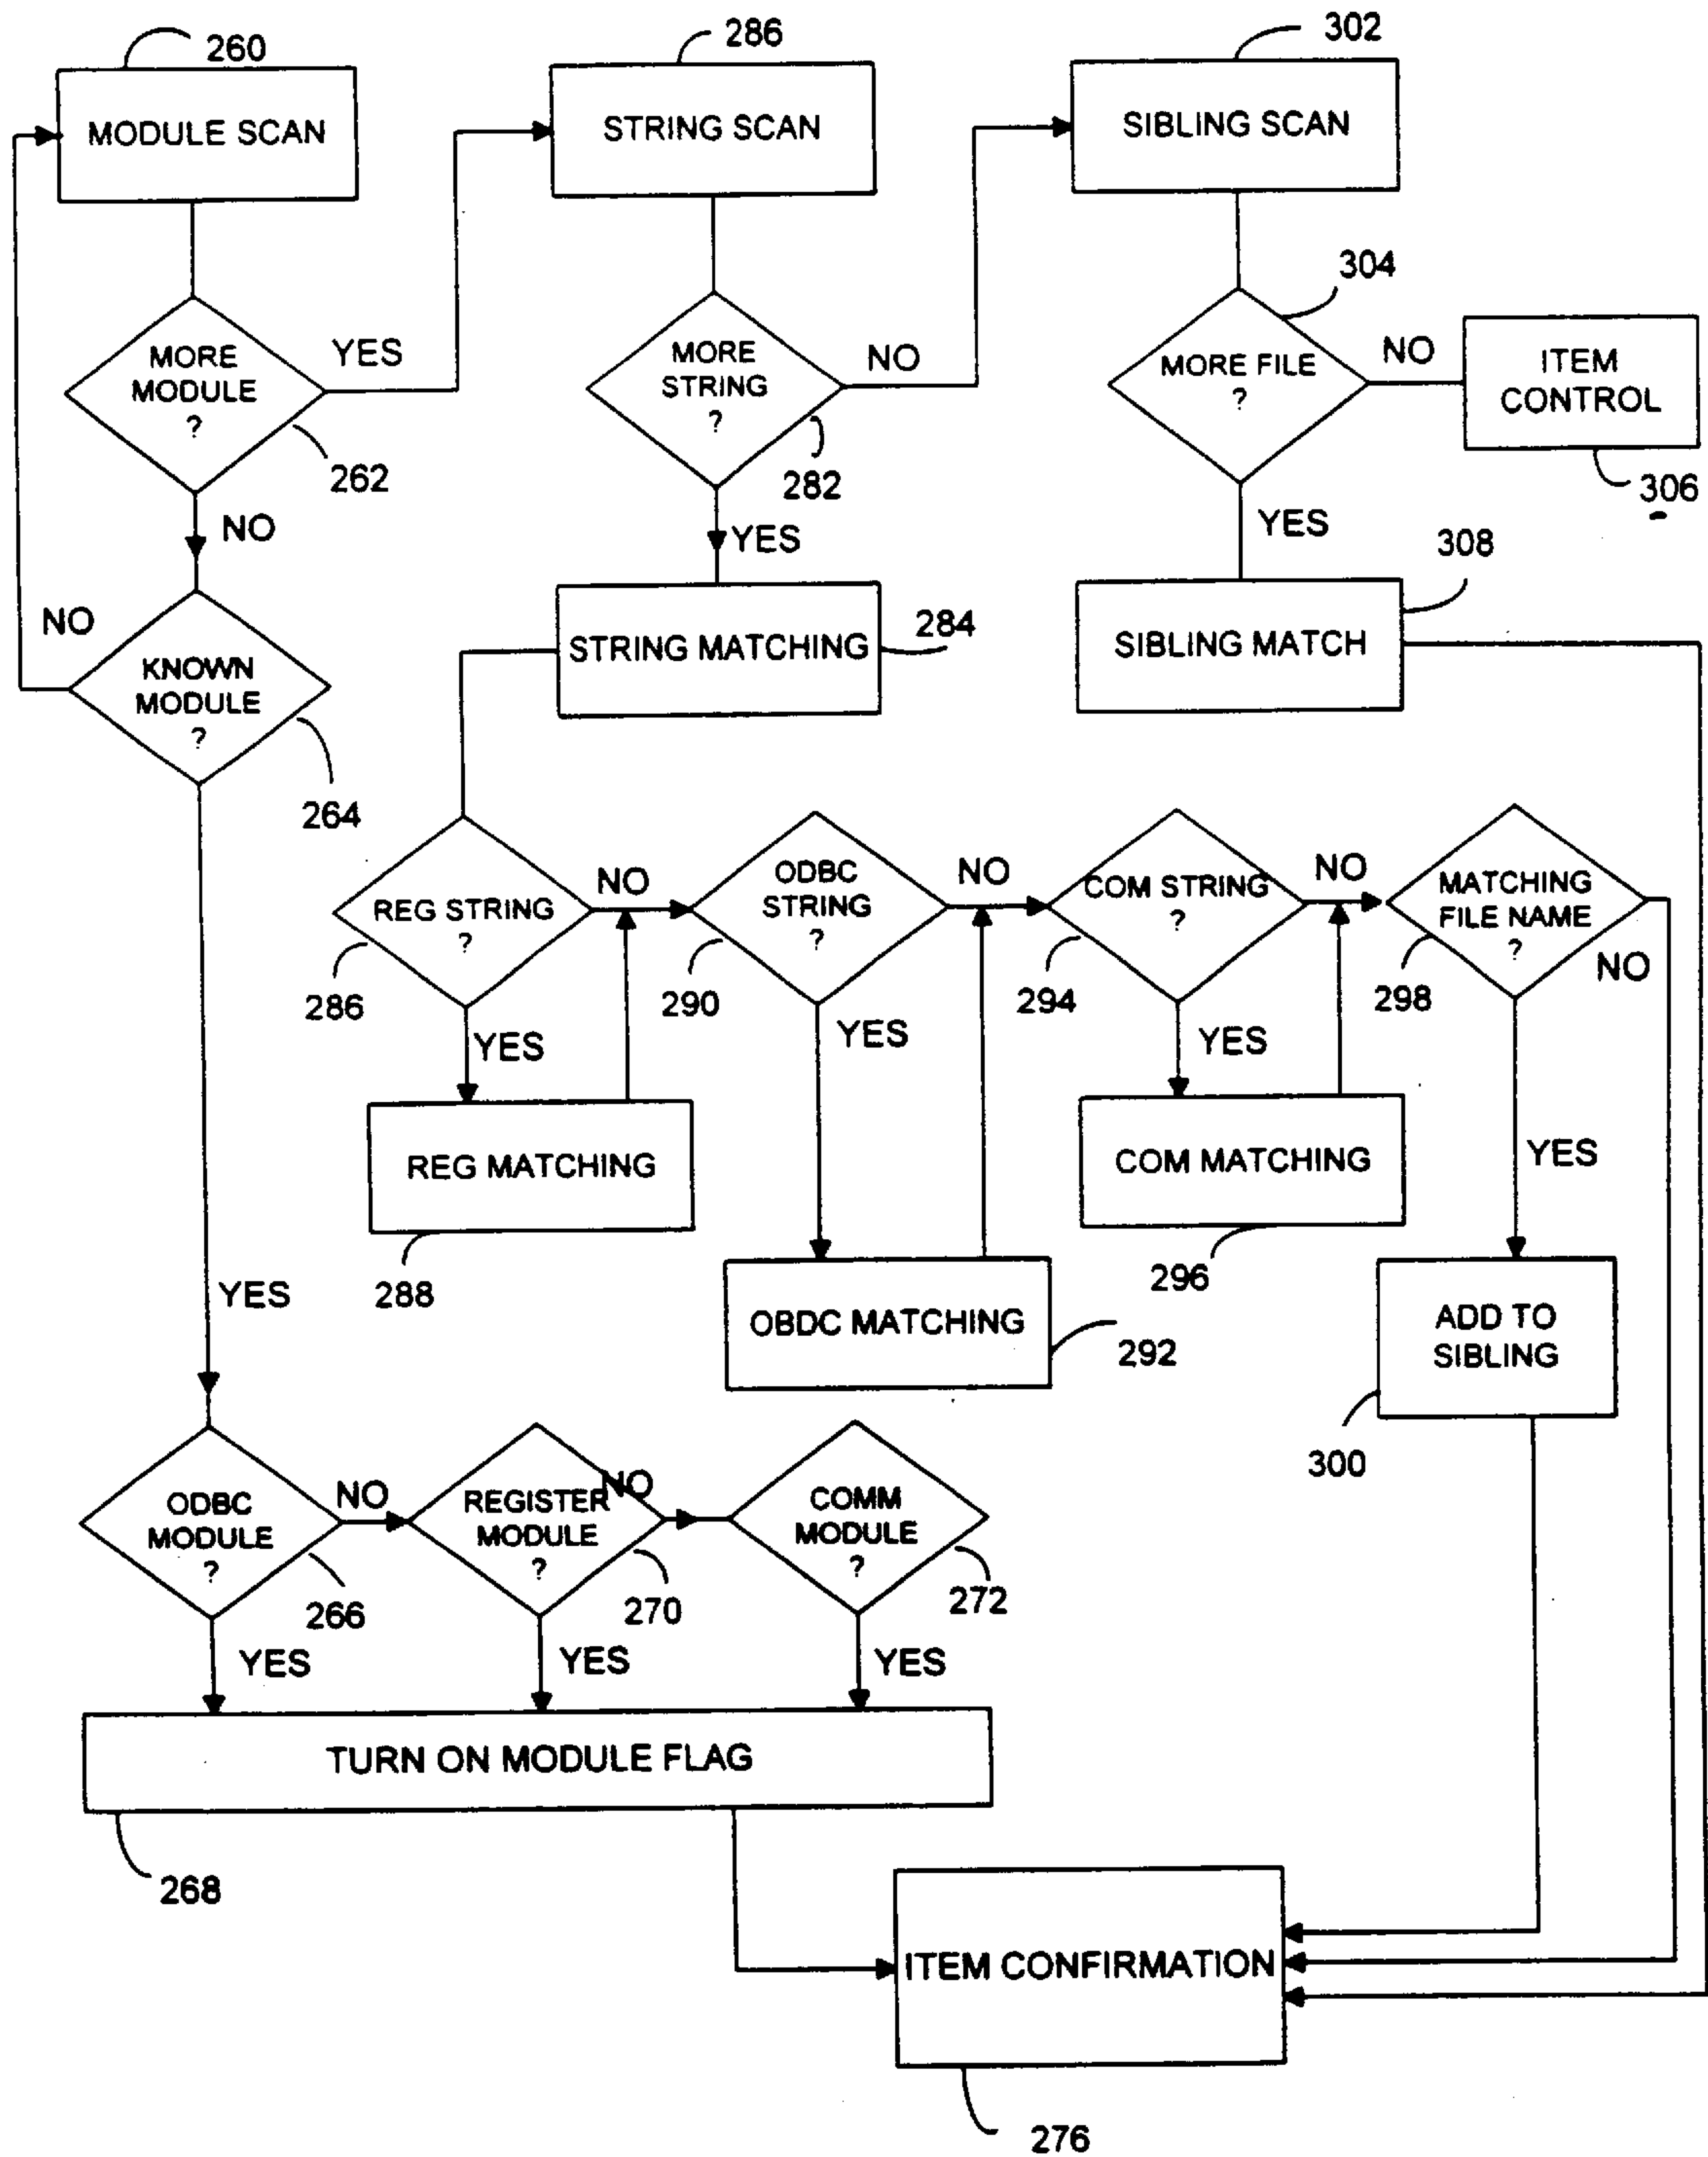 260
286
302
MODULE SCAN
STRING SCAN
SIBLING SCAN
304
MORE
MODULE
?
YES
262
NO
MORE
STRING
?
NO
282
YES
MORE FILE
?
NO
ITEM
CONTROL
306
YES
308
NO
KNOWN
MODULE
?
264
STRING MATCHING
284
SIBLING MATCH
REG STRING
?
286
NO
YES
ODBC
STRING
?
290
NO
YES
COM STRING
?
294
NO
YES
MATCHING
FILE NAME
?
298
NO
YES
REG MATCHING
288
COM MATCHING
296
YES
OBDC MATCHING
292
ADD TO
SIBLING
300
ODBC
MODULE
?
NO
266
YES
REGISTER
MODULE
?
NO
270
YES
COMM
MODULE
?
272
YES
TURN ON MODULE FLAG
268
ITEM CONFIRMATION
276